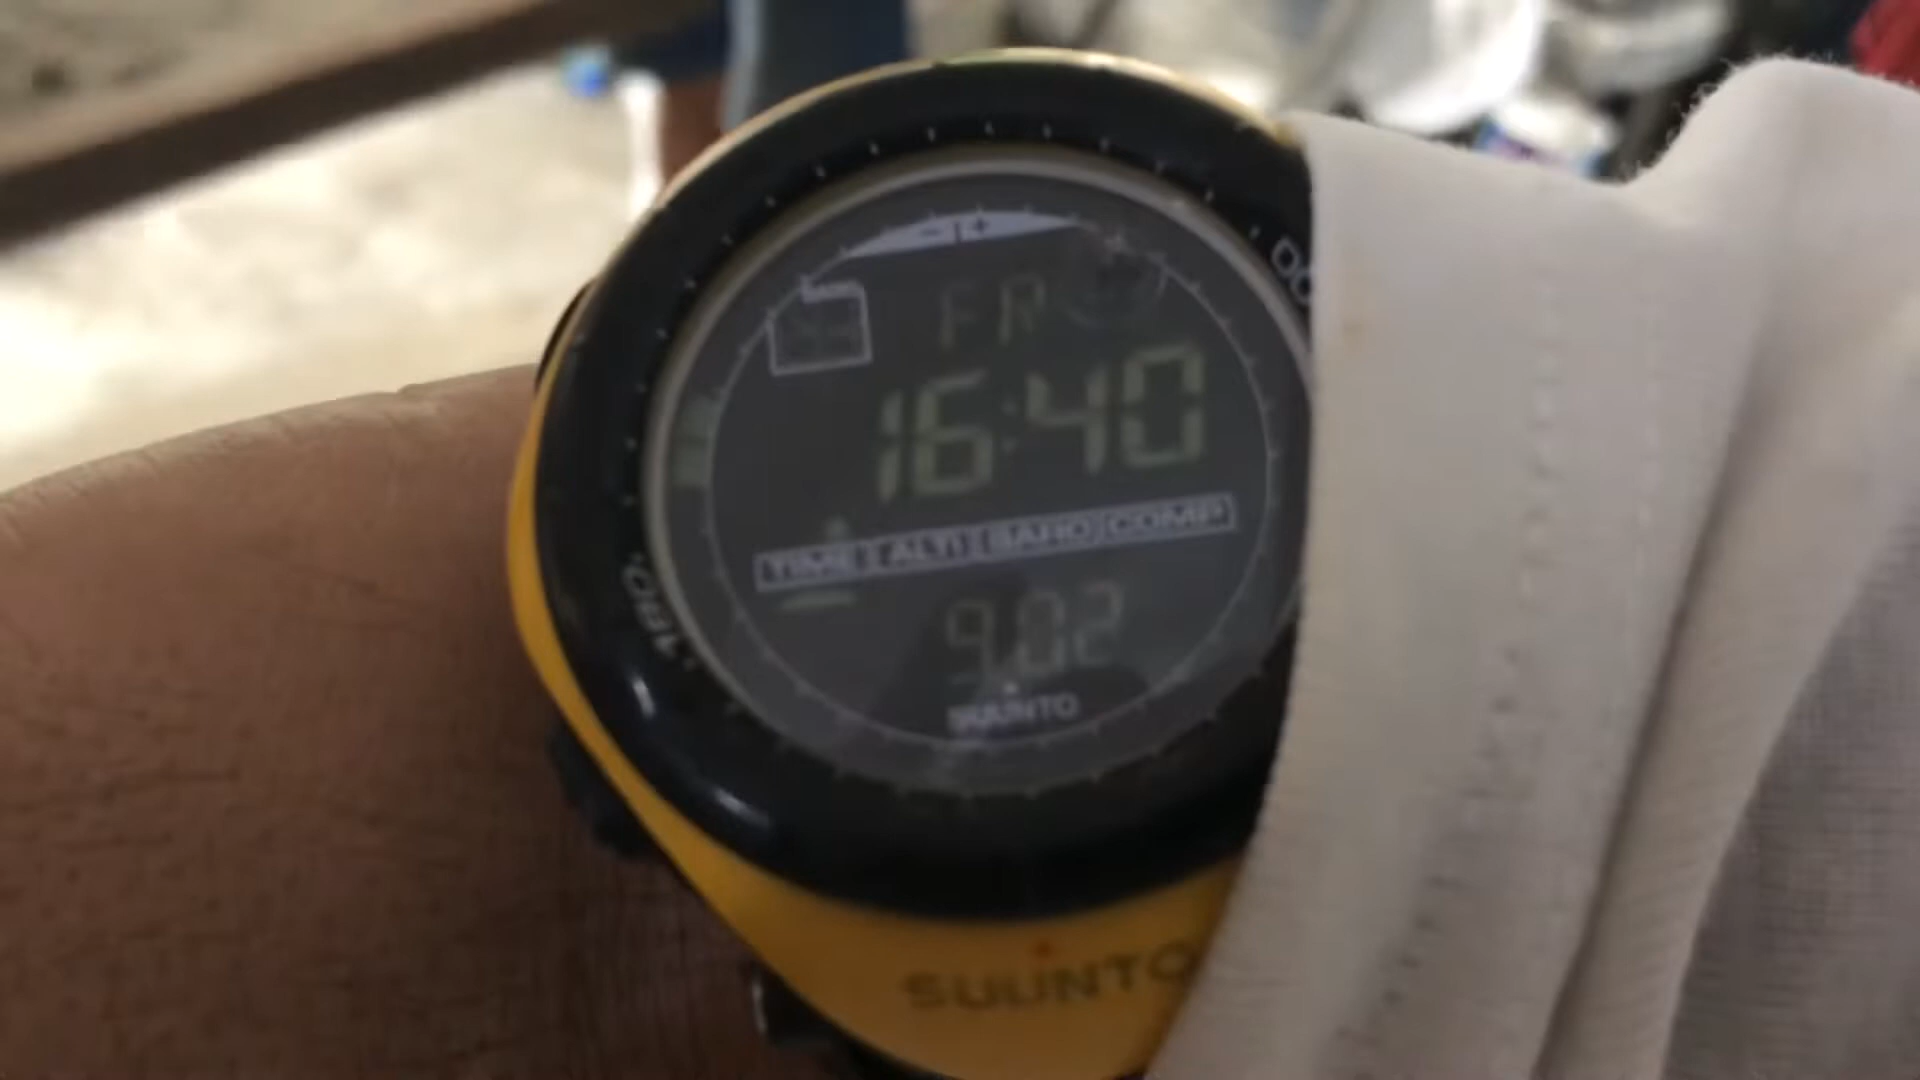 - | +
FR
16:40
TIME ALTI BARO COMP
9.02
SUUNTO
SUUNTO